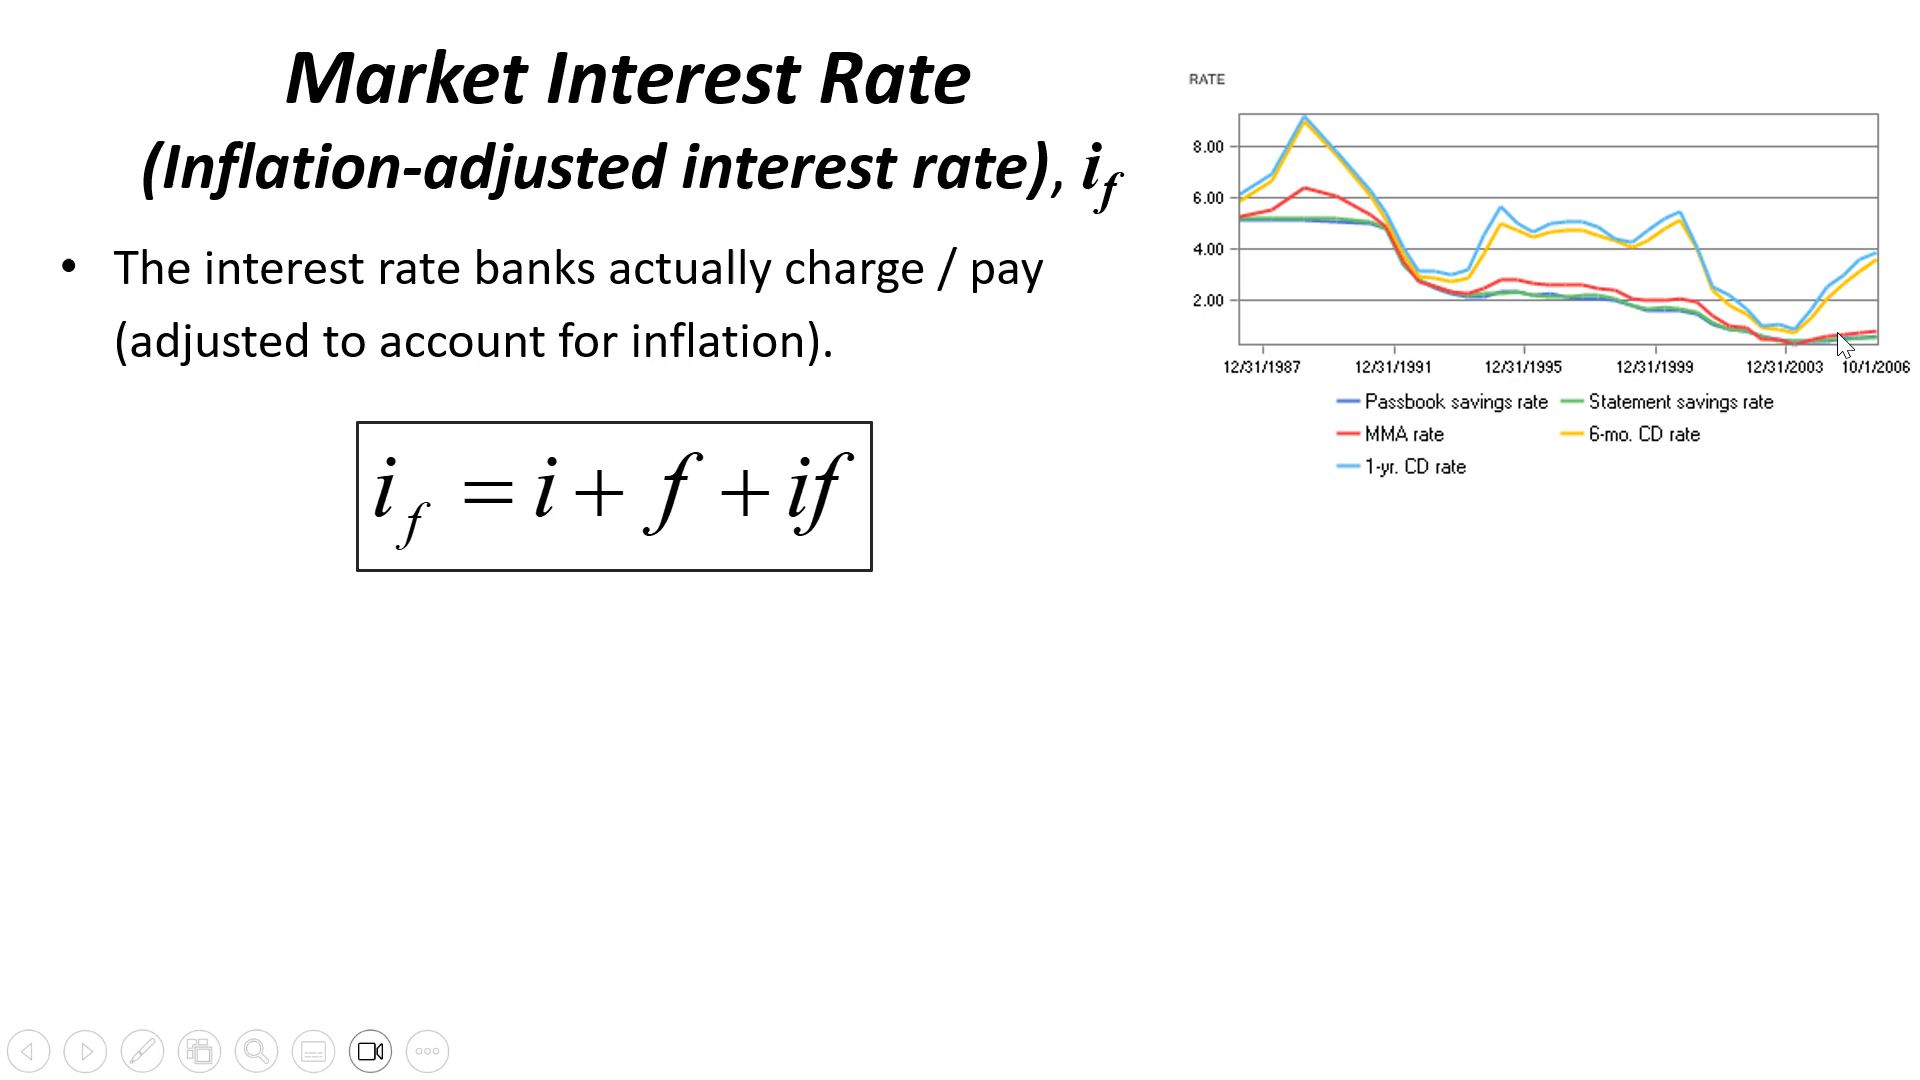 Market Interest Rate
(Inflation-adjusted interest rate), i_f
• The interest rate banks actually charge / pay
(adjusted to account for inflation).
i_f = i + f + if
RATE
8.00
6.00
4.00
2.00
12/31/1987 12/31/1991 12/31/1995 12/31/1999 12/31/2003 10/1/2006
Passbook savings rate Statement savings rate
MMA rate 6-mo. CD rate
1-yr. CD rate